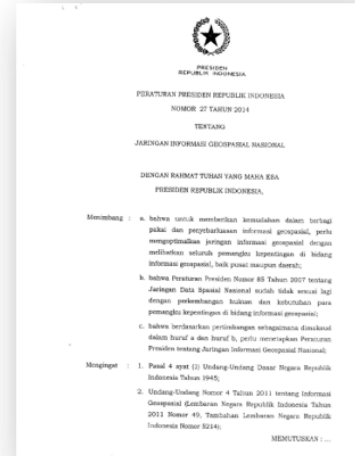 PRESIDEN
REPUBLIK INDONESIA
PERATURAN PRESIDEN REPUBLIK INDONESIA
NOMOR 27 TAHUN 2014
TENTANG
JARINGAN INFORMASI GEOSPASIAL NASIONAL
DENGAN RAHMAT TUHAN YANG MAHA ESA
PRESIDEN REPUBLIK INDONESIA,
Menimbang : a. bahwa untuk memberikan kemudahan dalam berbagi
pakai dan penyebarluasan informasi geospasial, perlu
mengoptimalkan jaringan informasi geospasial dengan
melibatkan seluruh pemangku kepentingan di bidang
informasi geospasial, baik pusat maupun daerah;
b. bahwa Peraturan Presiden Nomor 85 Tahun 2007 tentang
Jaringan Data Spasial Nasional sudah tidak sesuai lagi
dengan perkembangan hukum dan kebutuhan para
pemangku kepentingan di bidang informasi geospasial;
c. bahwa berdasarkan pertimbangan sebagaimana dimaksud
dalam huruf a dan huruf b, perlu menetapkan Peraturan
Presiden tentang Jaringan Informasi Geospasial Nasional;
Mengingat : 1. Pasal 4 ayat (1) Undang-Undang Dasar Negara Republik
Indonesia Tahun 1945;
2. Undang-Undang Nomor 4 Tahun 2011 tentang Informasi
Geospasial (Lembaran Negara Republik Indonesia Tahun
2011 Nomor 49, Tambahan Lembaran Negara Republik
Indonesia Nomor 5214);
MEMUTUSKAN : ...